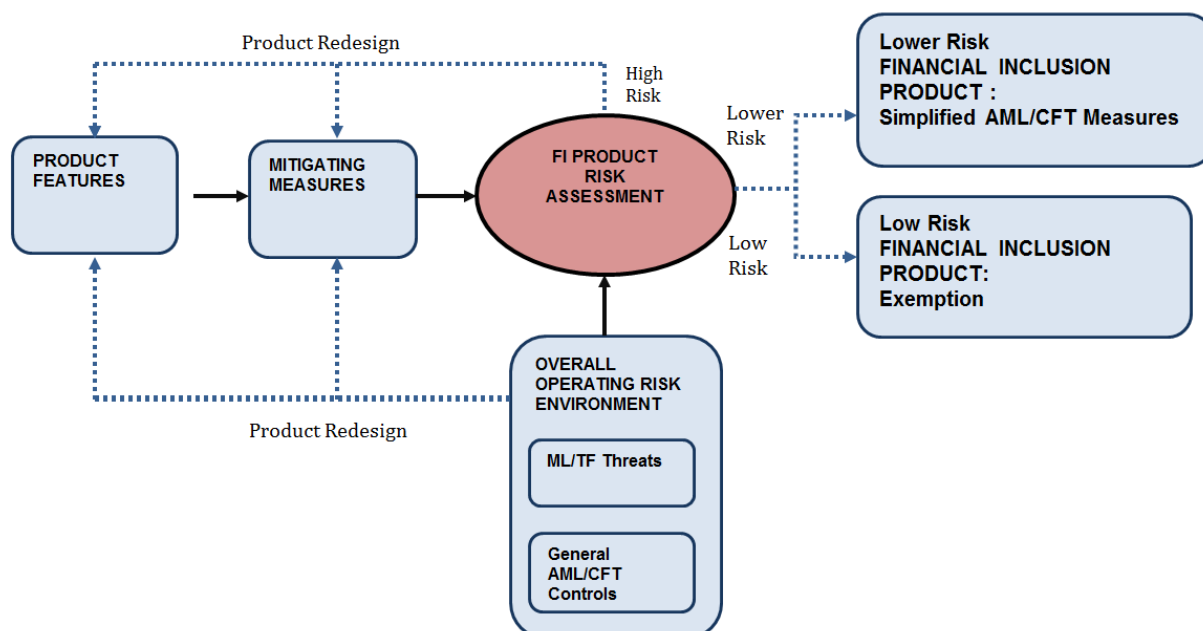 Product Redesign
High
Risk
PRODUCT
FEATURES
MITIGATING
MEASURES
FI PRODUCT
RISK
ASSESSMENT
Lower
Risk
Low
Risk
Lower Risk
FINANCIAL INCLUSION
PRODUCT :
Simplified AML/CFT Measures
Low Risk
FINANCIAL INCLUSION
PRODUCT:
Exemption
Product Redesign
OVERALL
OPERATING RISK
ENVIRONMENT
ML/TF Threats
General
AML/CFT
Controls